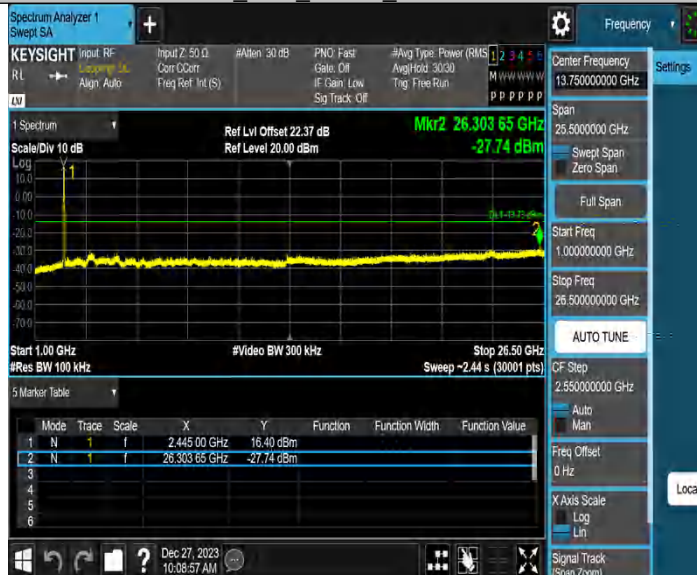 Spectrum Analyzer 1
Swept SA
+
Frequency
KEYSIGHT
RL
Input: RF
Align: Auto
Input Z: 50 Ω
Corr CCorr
Freq Ref: Int (S)
#Atten: 30 dB
PNO: Fast
Gate: Off
IF Gain: Low
Sig Track: Off
#Avg Type: Power (RMS
Avg|Hold: 30/30
Trig: Free Run
1 2 3 4 5 6
M W W W W W
P P P P P P
LXI
1 Spectrum
Scale/Div 10 dB
Ref Lvl Offset 22.37 dB
Ref Level 20.00 dBm
Mkr2 26.303 65 GHz
-27.74 dBm
Log
10.0
0.00
-10.0
-20.0
-30.0
-40.0
-50.0
-60.0
-70.0
1
2
Start 1.00 GHz
#Res BW 100 kHz
#Video BW 300 kHz
Stop 26.50 GHz
Sweep ~2.44 s (30001 pts)
5 Marker Table
Mode Trace Scale X Y Function Function Width Function Value
1 N 1 f 2.445 00 GHz 16.40 dBm
2 N 1 f 26.303 65 GHz -27.74 dBm
3
4
5
6
Dec 27, 2023
10:08:57 AM
Center Frequency
13.750000000 GHz
Settings
Span
25.5000000 GHz
Swept Span
Zero Span
Full Span
Start Freq
1.000000000 GHz
Stop Freq
26.500000000 GHz
AUTO TUNE
CF Step
2.550000000 GHz
Auto
Man
Freq Offset
0 Hz
X Axis Scale
Log
Lin
Loca
Signal Track
(Span Zoom)